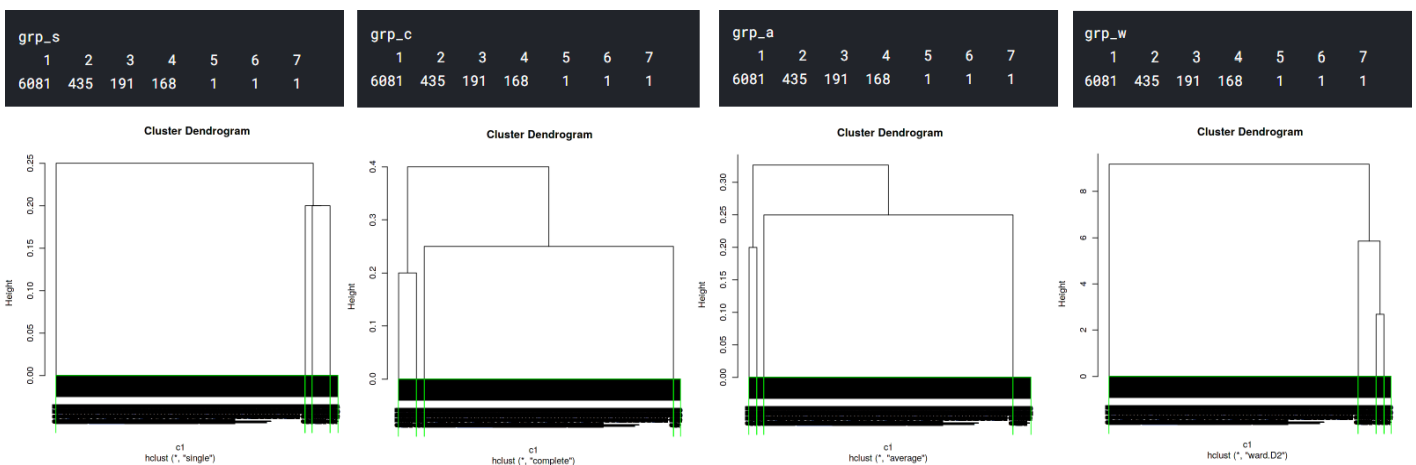 grp_s
1 2 3 4 5 6 7
6081 435 191 168 1 1 1
grp_c
1 2 3 4 5 6 7
6081 435 191 168 1 1 1
grp_a
1 2 3 4 5 6 7
6081 435 191 168 1 1 1
grp_w
1 2 3 4 5 6 7
6081 435 191 168 1 1 1
Cluster Dendrogram
Height
0.25
0.20
0.15
0.10
0.05
0.00
c1
hclust (*, "single")
Cluster Dendrogram
Height
0.4
0.3
0.2
0.1
0.0
c1
hclust (*, "complete")
Cluster Dendrogram
Height
0.30
0.25
0.20
0.15
0.10
0.05
0.00
c1
hclust (*, "average")
Cluster Dendrogram
Height
8
6
4
2
0
c1
hclust (*, "ward.D2")